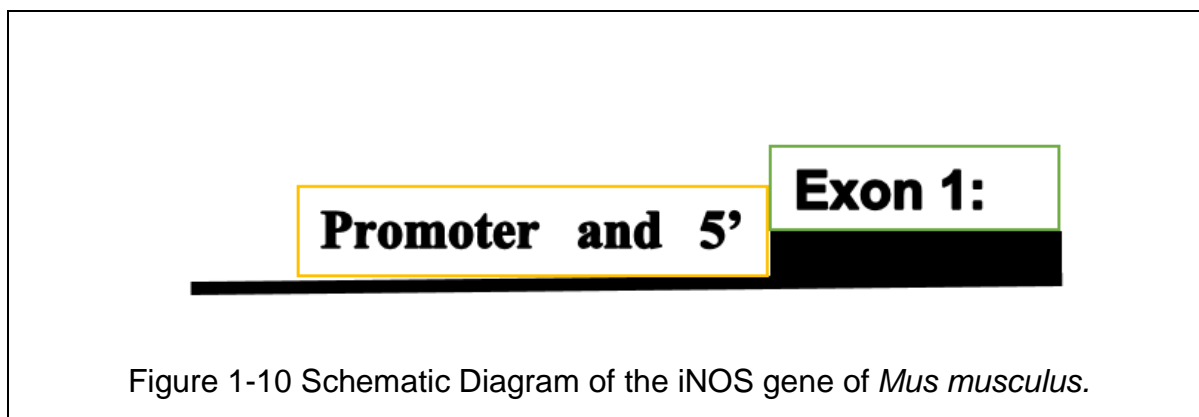 Exon 1:
Promoter and 5’
Figure 1-10 Schematic Diagram of the iNOS gene of Mus musculus.